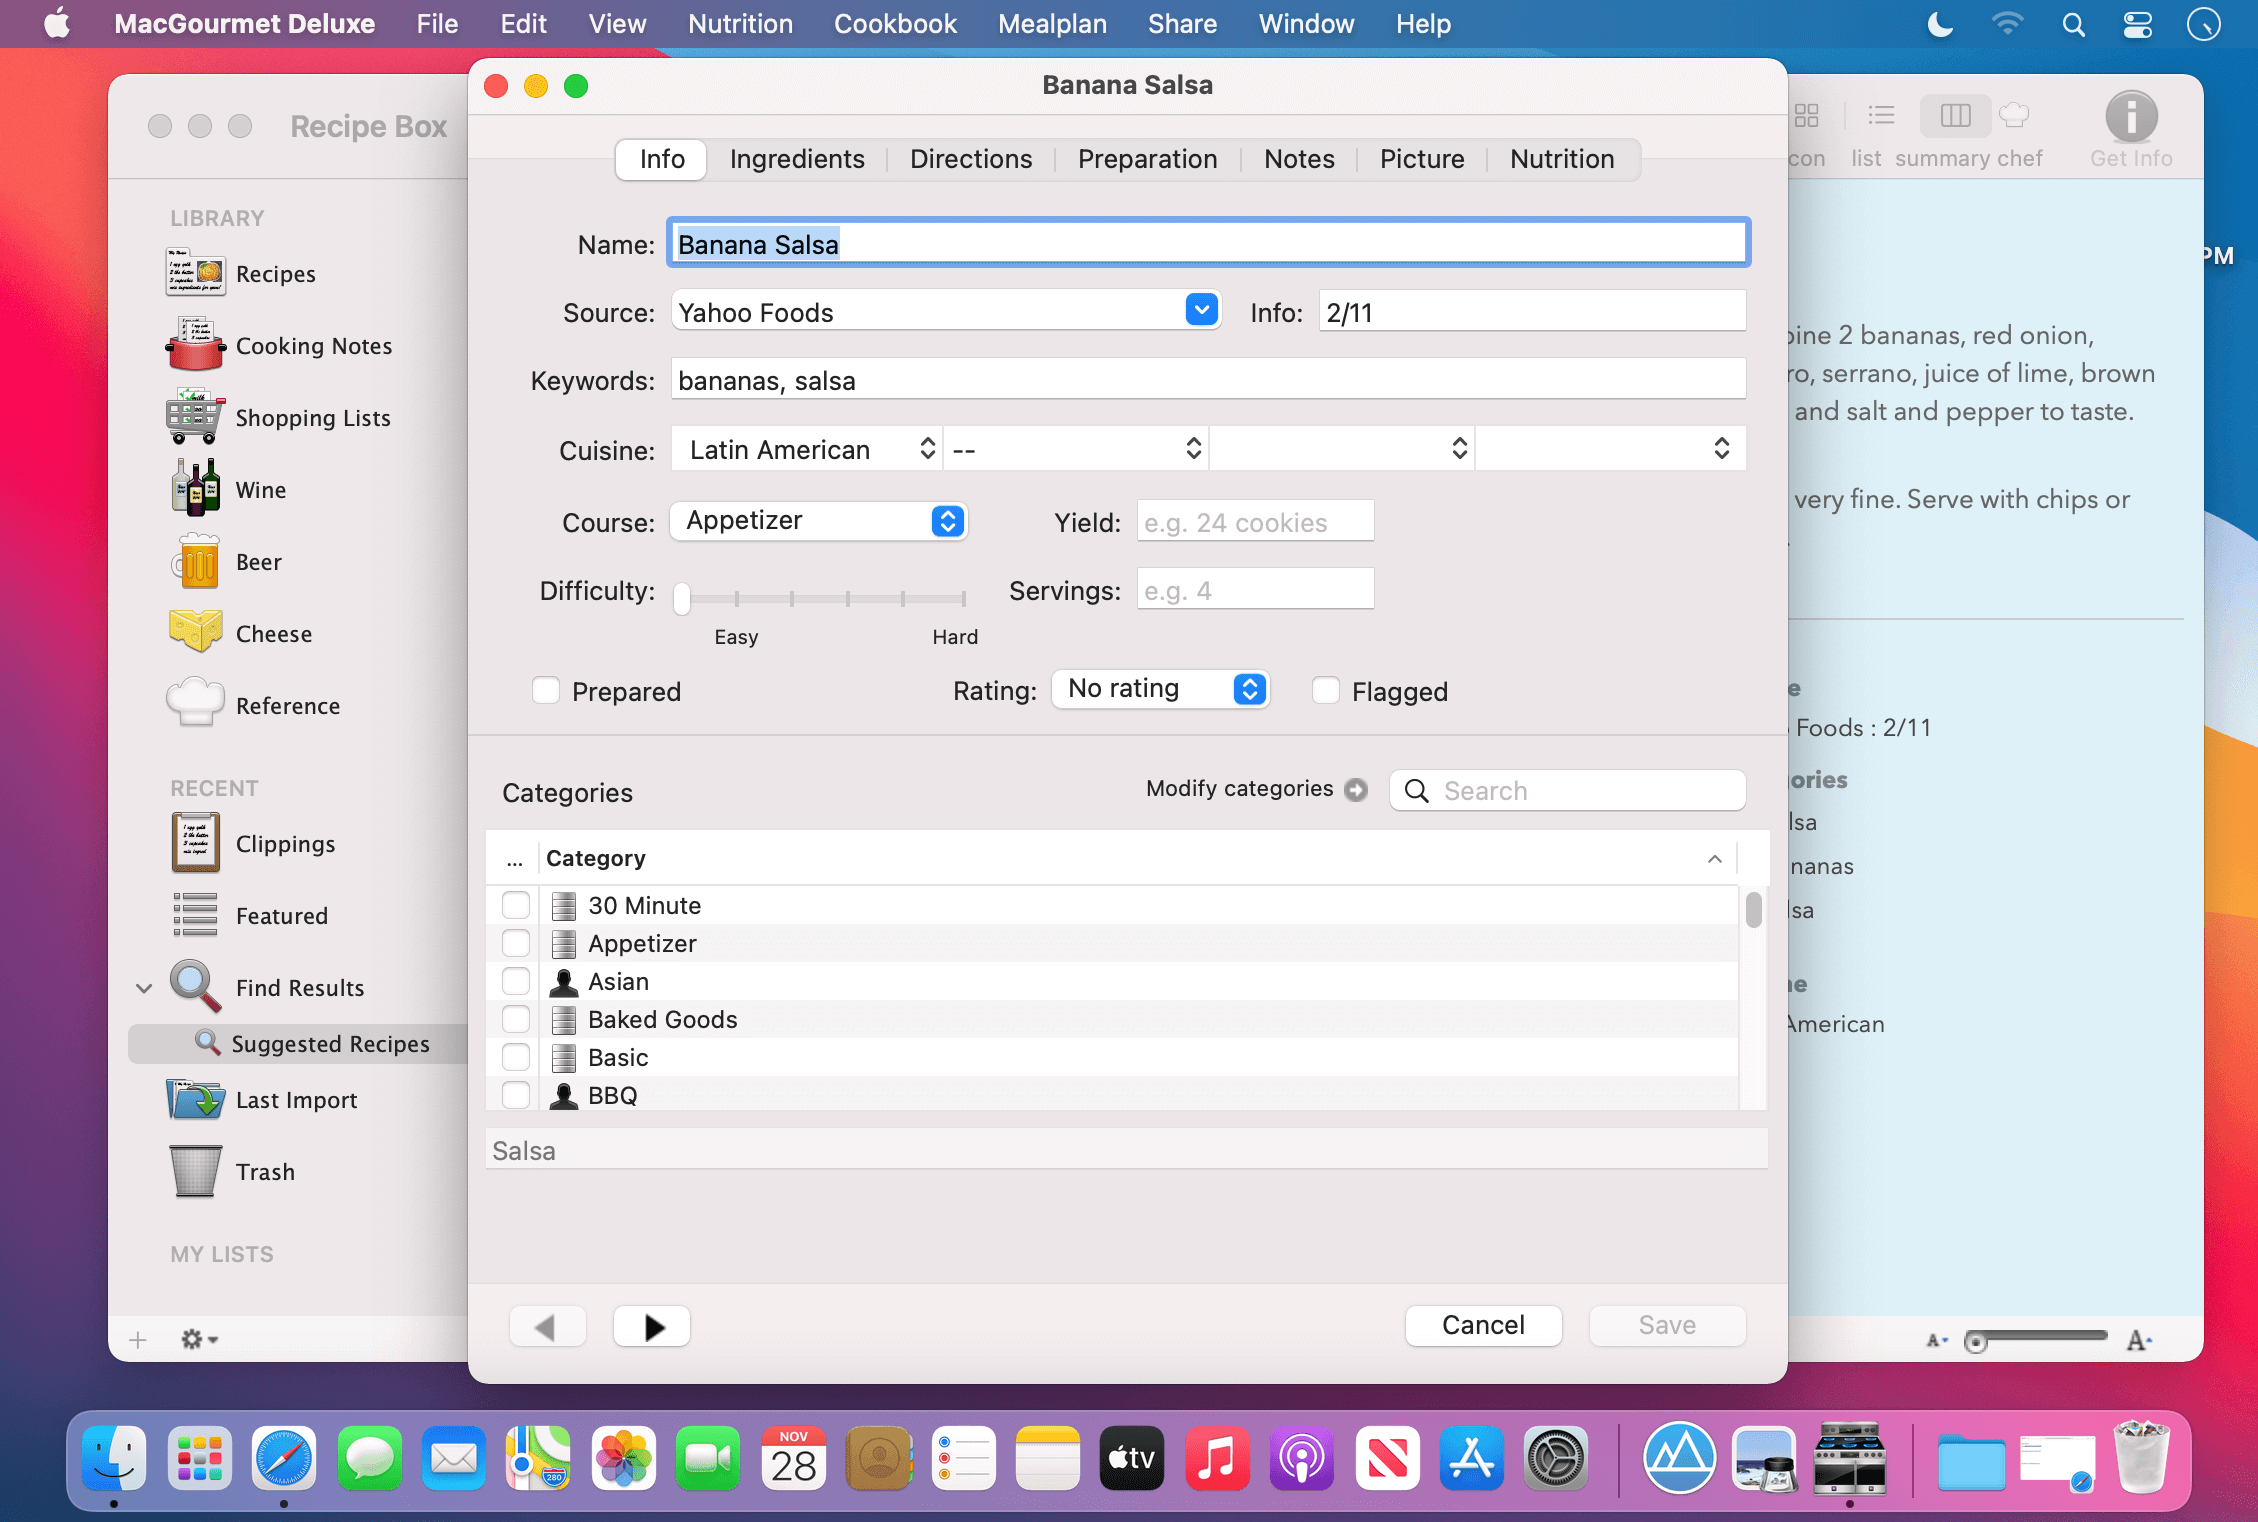 MacGourmet Deluxe File Edit View Nutrition Cookbook Mealplan Share Window Help
Recipe Box
LIBRARY
Recipes
Cooking Notes
Shopping Lists
Wine
Beer
Cheese
Reference
RECENT
Clippings
Featured
Find Results
Suggested Recipes
Last Import
Trash
MY LISTS
Banana Salsa
Info Ingredients Directions Preparation Notes Picture Nutrition
Name: Banana Salsa
Source: Yahoo Foods Info: 2/11
Keywords: bananas, salsa
Cuisine: Latin American --
Course: Appetizer Yield: e.g. 24 cookies
Difficulty: Servings: e.g. 4
Easy Hard
Prepared Rating: No rating Flagged
Categories Modify categories Search
... Category
30 Minute
Appetizer
Asian
Baked Goods
Basic
BBQ
Salsa
Cancel Save
con list summary chef Get Info
PM
bine 2 bananas, red onion,
ro, serrano, juice of lime, brown
and salt and pepper to taste.
very fine. Serve with chips or
e
Foods : 2/11
ories
lsa
nanas
lsa
ne
American
A A
NOV
28
280
tv